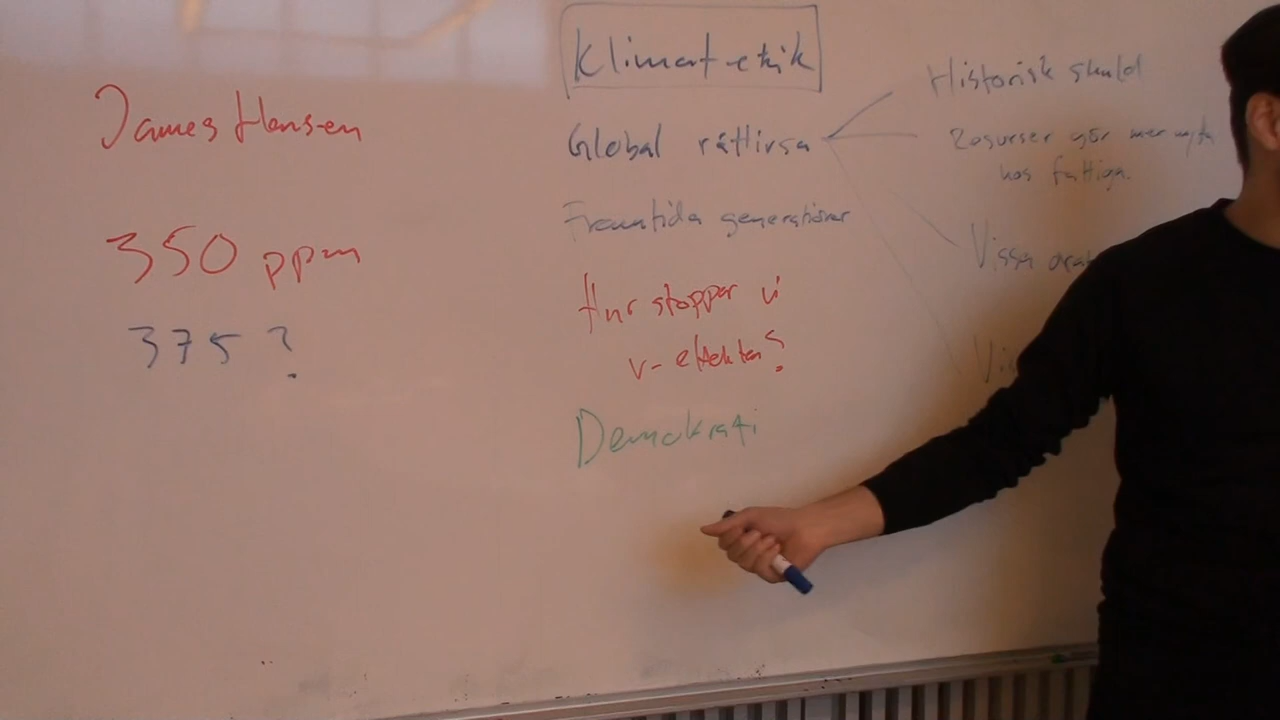 James Hansen
350 ppm
375 ?
Klimatetik
Global rättvisa
Framtida generationer
Hur stoppar vi
v-effekten?
Demokrati
Historisk skuld
Resurser gör mer nytta
hos fattiga.
Vissa